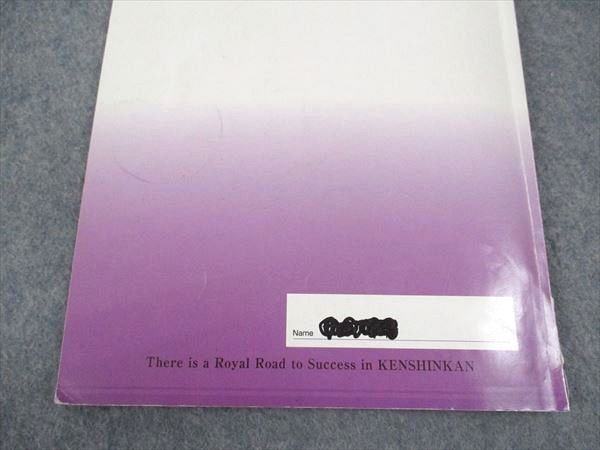 Name
There is a Royal Road to Success in KENSHINKAN